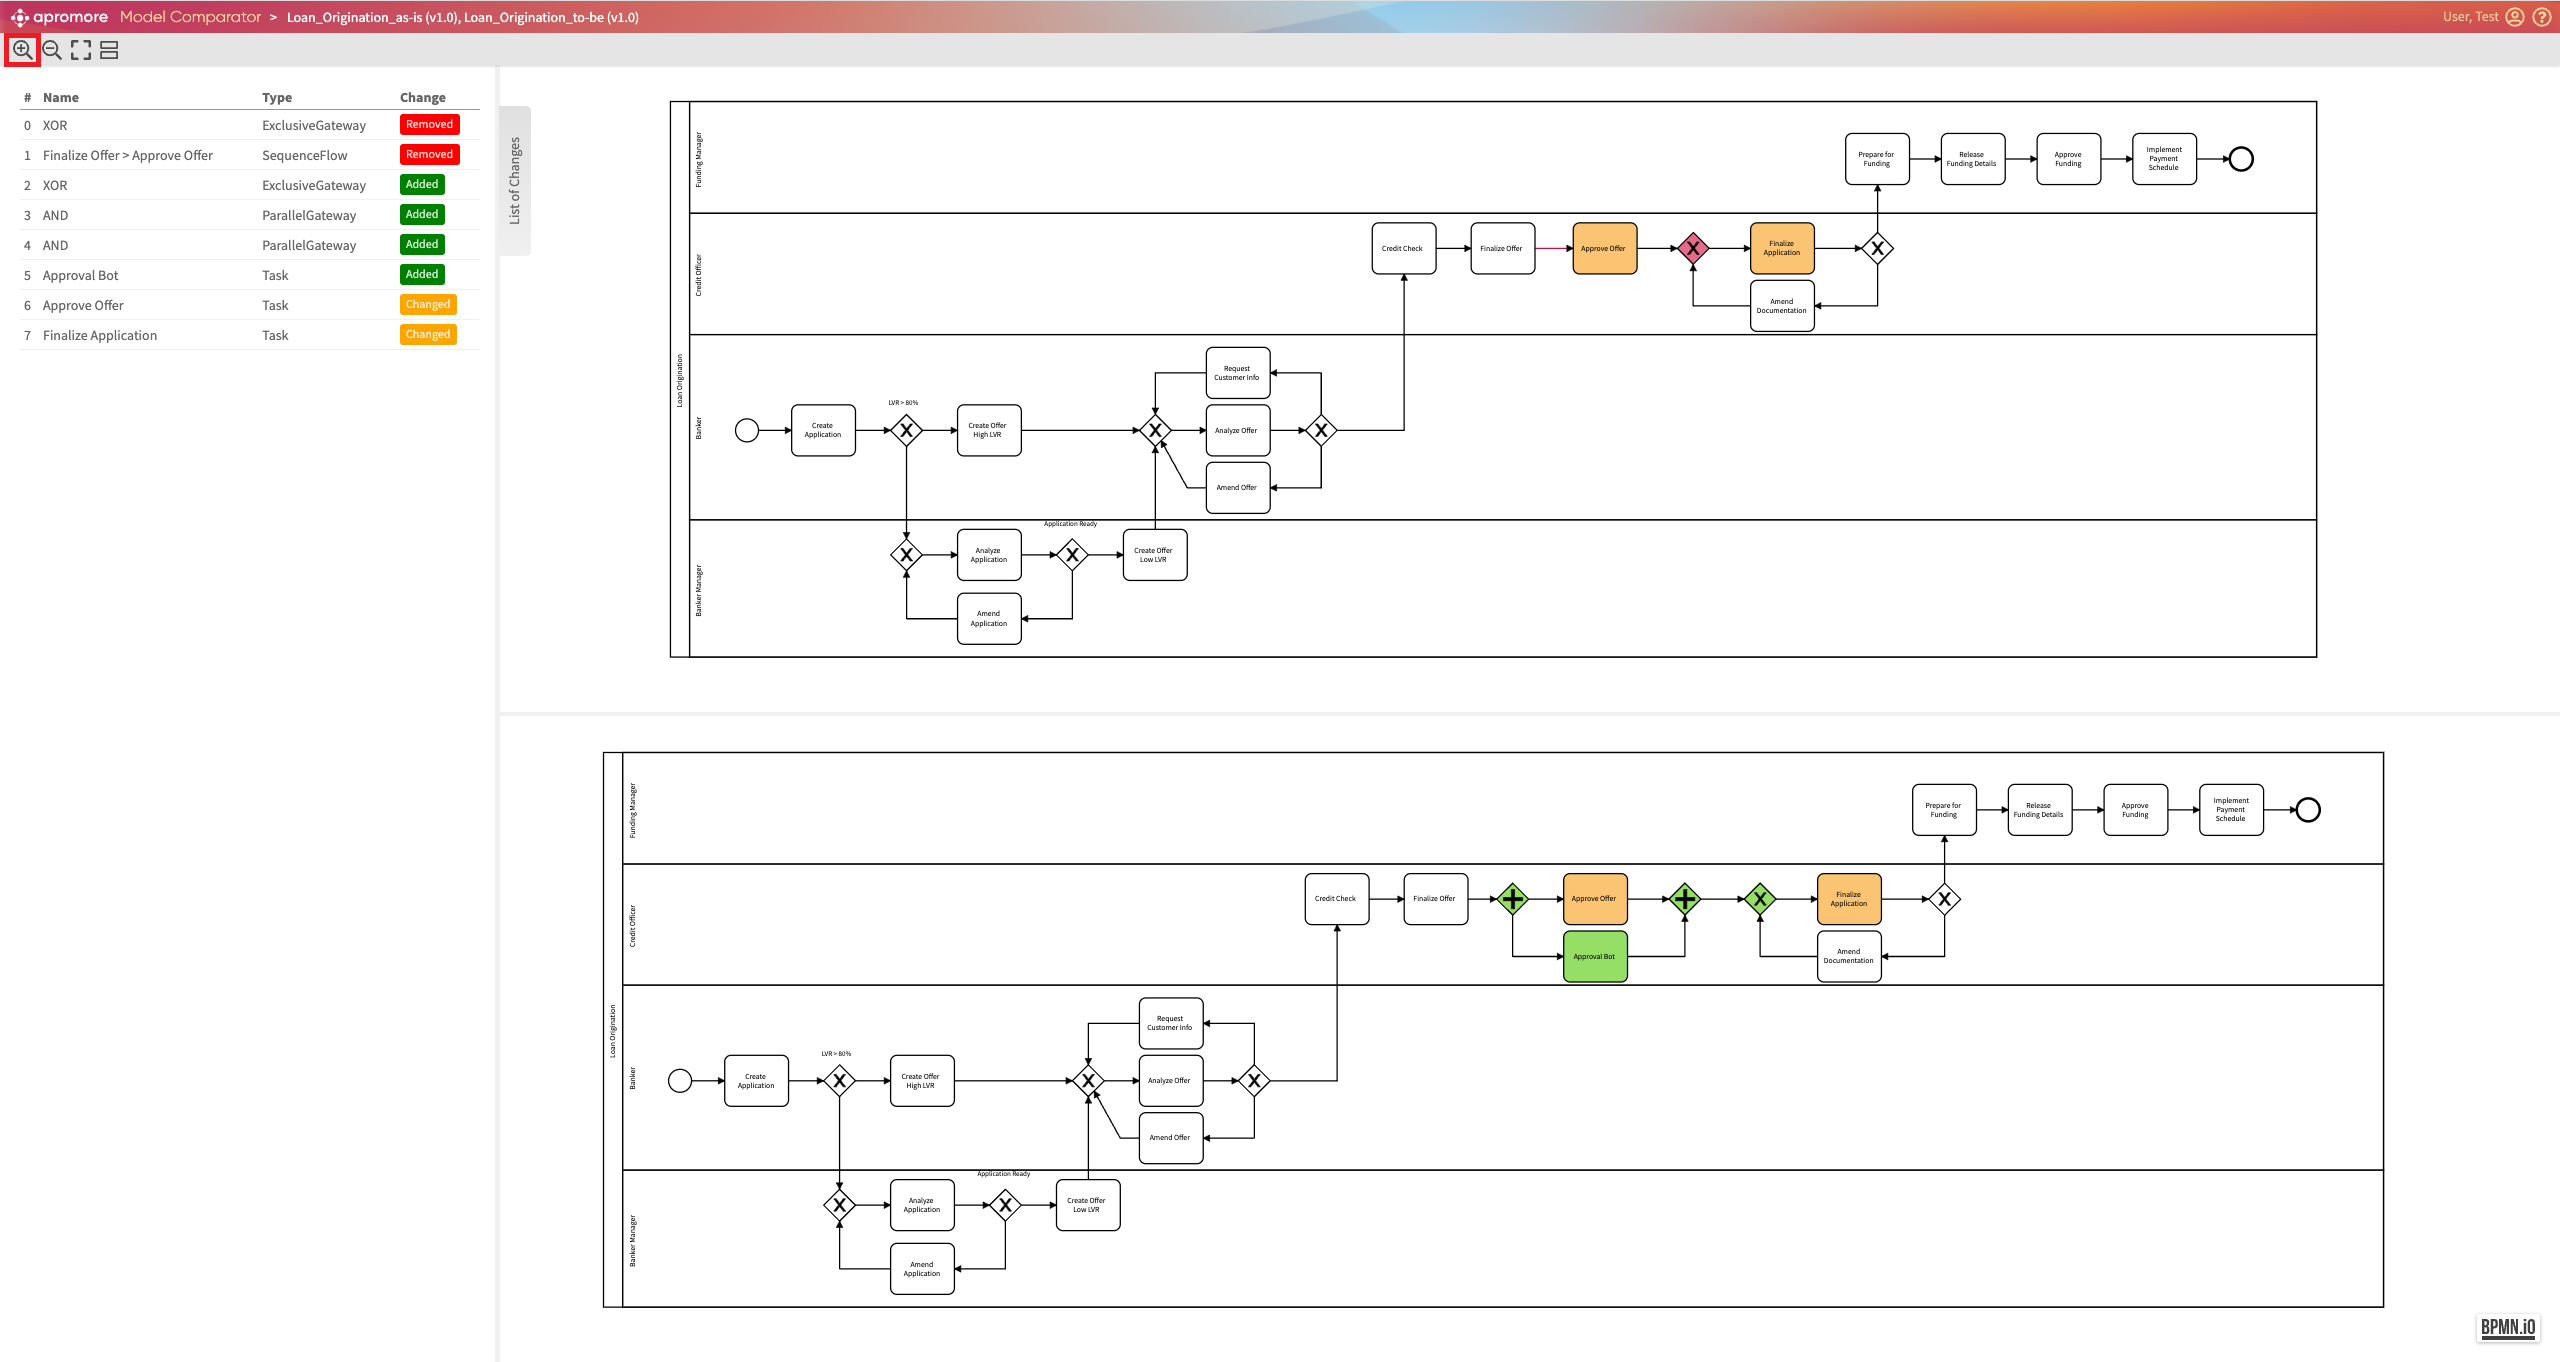 apromore Model Comparator > Loan_Origination_as-is (v1.0), Loan_Origination_to-be (v1.0)
User, Test
# Name Type Change
0 XOR ExclusiveGateway Removed
1 Finalize Offer > Approve Offer SequenceFlow Removed
2 XOR ExclusiveGateway Added
3 AND ParallelGateway Added
4 AND ParallelGateway Added
5 Approval Bot Task Added
6 Approve Offer Task Changed
7 Finalize Application Task Changed
List of Changes
Loan Origination
Funding Manager
Prepare for
Funding
Release
Funding Details
Approve
Funding
Implement
Payment
Schedule
Credit Officer
Credit Check
Finalize Offer
Approve Offer
Finalize
Application
Amend
Documentation
Banker
Create
Application
LVR > 80%
Create Offer
High LVR
Request
Customer Info
Analyze Offer
Amend Offer
Banker Manager
Analyze
Application
Application Ready
Create Offer
Low LVR
Amend
Application
Loan Origination
Funding Manager
Prepare for
Funding
Release
Funding Details
Approve
Funding
Implement
Payment
Schedule
Credit Officer
Credit Check
Finalize Offer
Approve Offer
Approval Bot
Finalize
Application
Amend
Documentation
Banker
Create
Application
LVR > 80%
Create Offer
High LVR
Request
Customer Info
Analyze Offer
Amend Offer
Banker Manager
Analyze
Application
Application Ready
Create Offer
Low LVR
Amend
Application
BPMN.iO